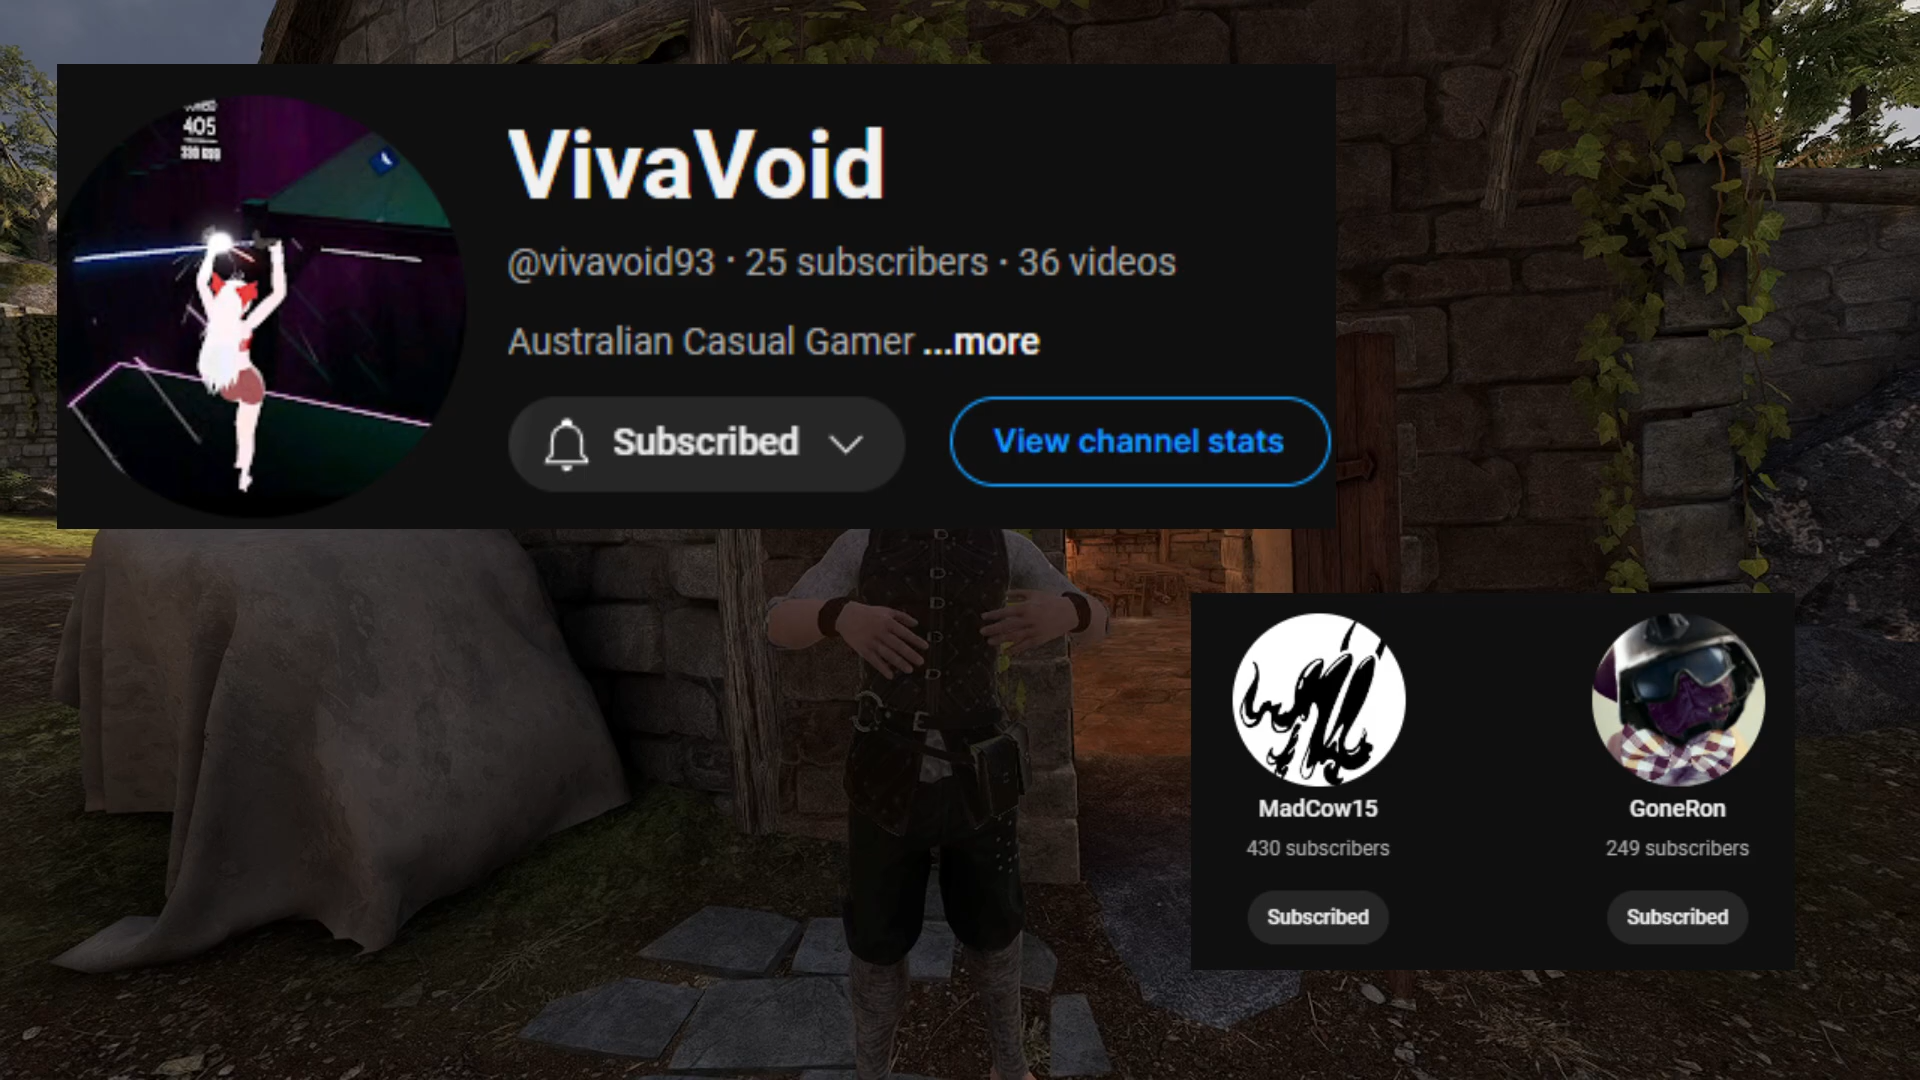 405
VivaVoid
@vivavoid93 · 25 subscribers · 36 videos
Australian Casual Gamer ...more
Subscribed
View channel stats
MadCow15
430 subscribers
Subscribed
GoneRon
249 subscribers
Subscribed